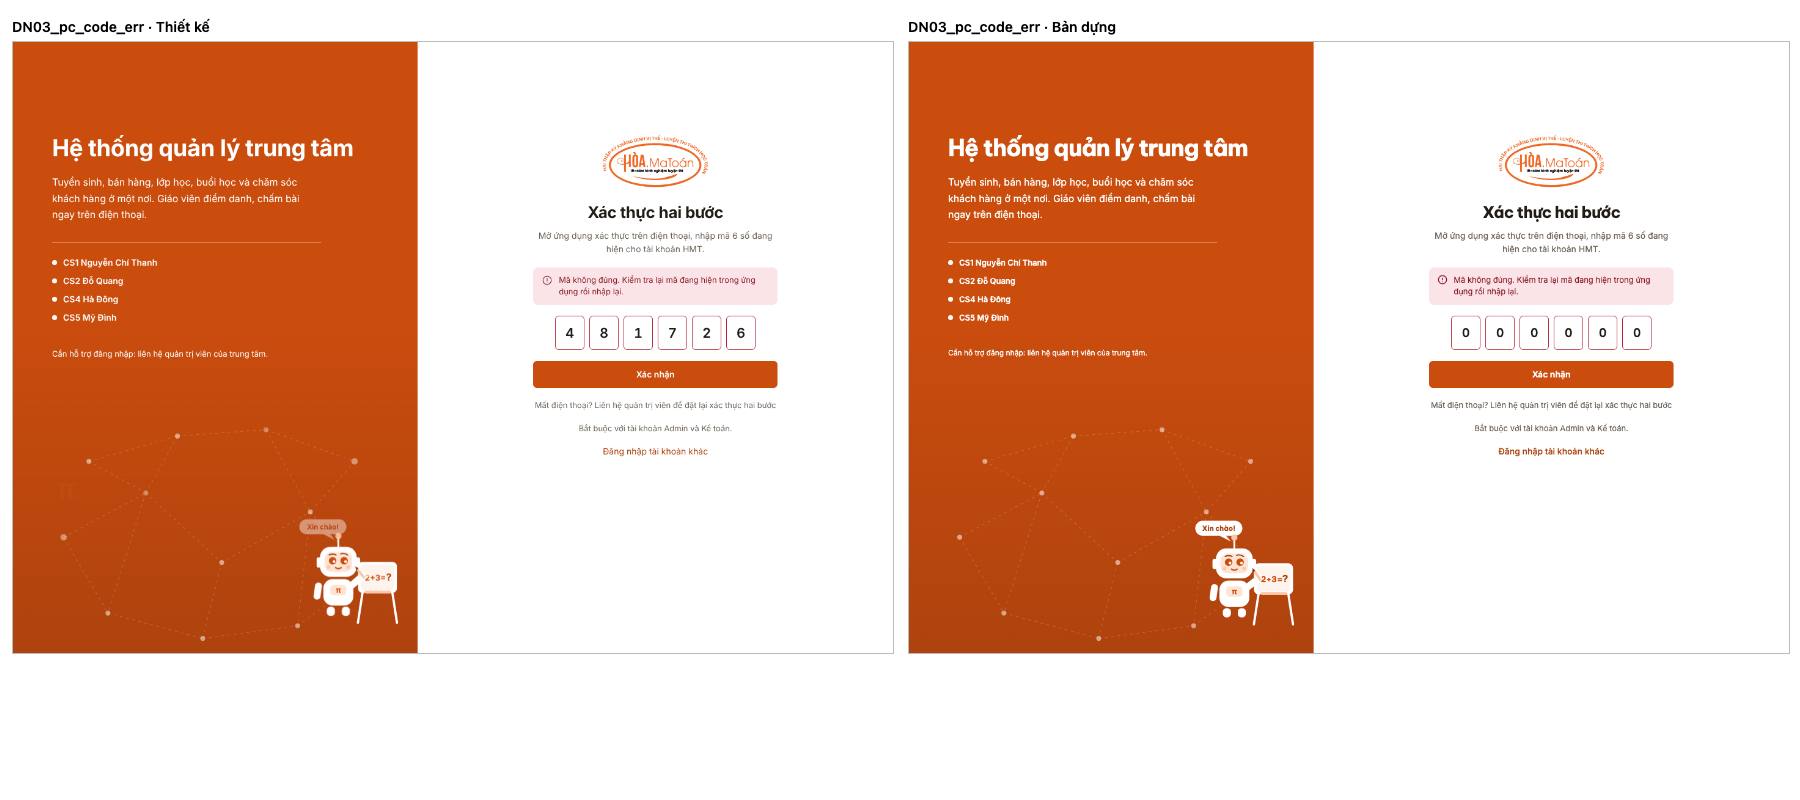 DN03_pc_code_err · Thiết kế
Hệ thống quản lý trung tâm
Tuyển sinh, bán hàng, lớp học, buổi học và chăm sóc
khách hàng ở một nơi. Giáo viên điểm danh, chấm bài
ngay trên điện thoại.
CS1 Nguyễn Chí Thanh
CS2 Đỗ Quang
CS4 Hà Đông
CS5 Mỹ Đình
Cần hỗ trợ đăng nhập: liên hệ quản trị viên của trung tâm.
π
Xin chào!
2+3=?
π
HÒA.MaToán
Xác thực hai bước
Mở ứng dụng xác thực trên điện thoại, nhập mã 6 số đang
hiện cho tài khoản HMT.
Mã không đúng. Kiểm tra lại mã đang hiện trong ứng
dụng rồi nhập lại.
4 8 1 7 2 6
Xác nhận
Mất điện thoại? Liên hệ quản trị viên để đặt lại xác thực hai bước
Bắt buộc với tài khoản Admin và Kế toán.
Đăng nhập tài khoản khác
DN03_pc_code_err · Bản dựng
Hệ thống quản lý trung tâm
Tuyển sinh, bán hàng, lớp học, buổi học và chăm sóc
khách hàng ở một nơi. Giáo viên điểm danh, chấm bài
ngay trên điện thoại.
CS1 Nguyễn Chí Thanh
CS2 Đỗ Quang
CS4 Hà Đông
CS5 Mỹ Đình
Cần hỗ trợ đăng nhập: liên hệ quản trị viên của trung tâm.
Xin chào!
2+3=?
π
HÒA.MaToán
Xác thực hai bước
Mở ứng dụng xác thực trên điện thoại, nhập mã 6 số đang
hiện cho tài khoản HMT.
Mã không đúng. Kiểm tra lại mã đang hiện trong ứng
dụng rồi nhập lại.
0 0 0 0 0 0
Xác nhận
Mất điện thoại? Liên hệ quản trị viên để đặt lại xác thực hai bước
Bắt buộc với tài khoản Admin và Kế toán.
Đăng nhập tài khoản khác